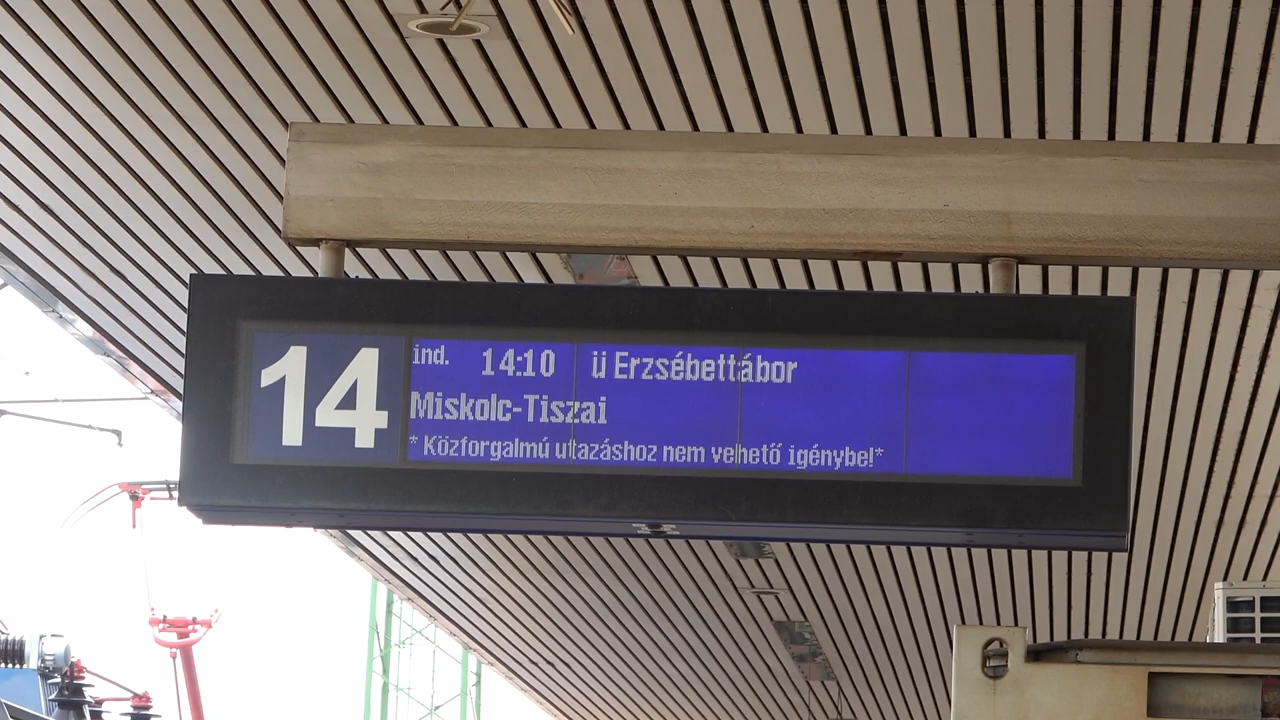 14
ind. 14:10 ü Erzsébettábor
Miskolc-Tiszai
* Közforgalmú utazáshoz nem vehető igénybe!*